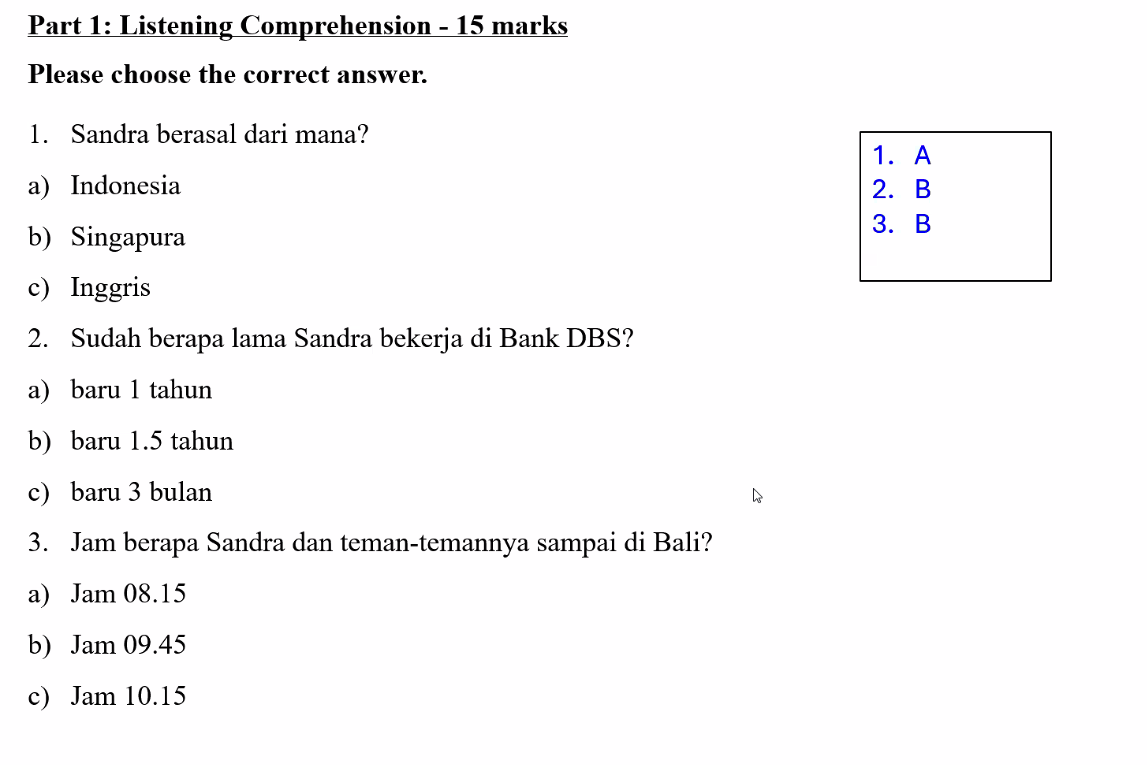 Part 1: Listening Comprehension - 15 marks
Please choose the correct answer.
1. Sandra berasal dari mana?
a) Indonesia
b) Singapura
c) Inggris
2. Sudah berapa lama Sandra bekerja di Bank DBS?
a) baru 1 tahun
b) baru 1.5 tahun
c) baru 3 bulan
3. Jam berapa Sandra dan teman-temannya sampai di Bali?
a) Jam 08.15
b) Jam 09.45
c) Jam 10.15
1. A
2. B
3. B